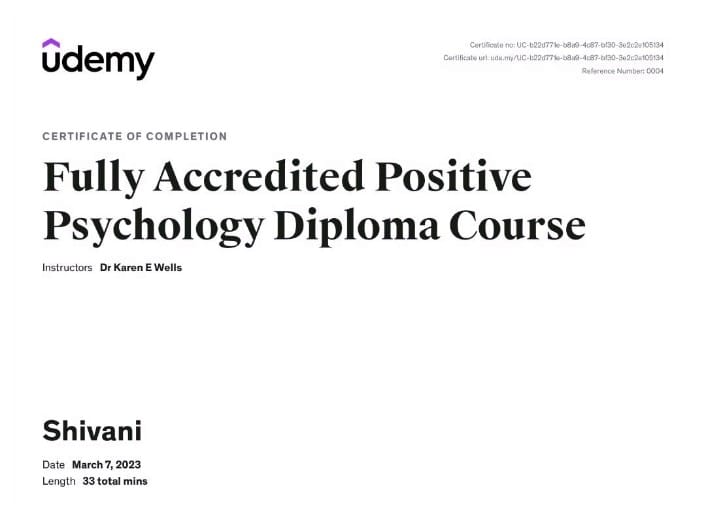 udemy
Certificate no: UC-b22d771e-b8a9-4c87-bf30-3e2c2e105134
Certificate url: ude.my/UC-b22d771e-b8a9-4c87-bf30-3e2c2e105134
Reference Number: 0004
CERTIFICATE OF COMPLETION
Fully Accredited Positive
Psychology Diploma Course
Instructors Dr Karen E Wells
Shivani
Date March 7, 2023
Length 33 total mins